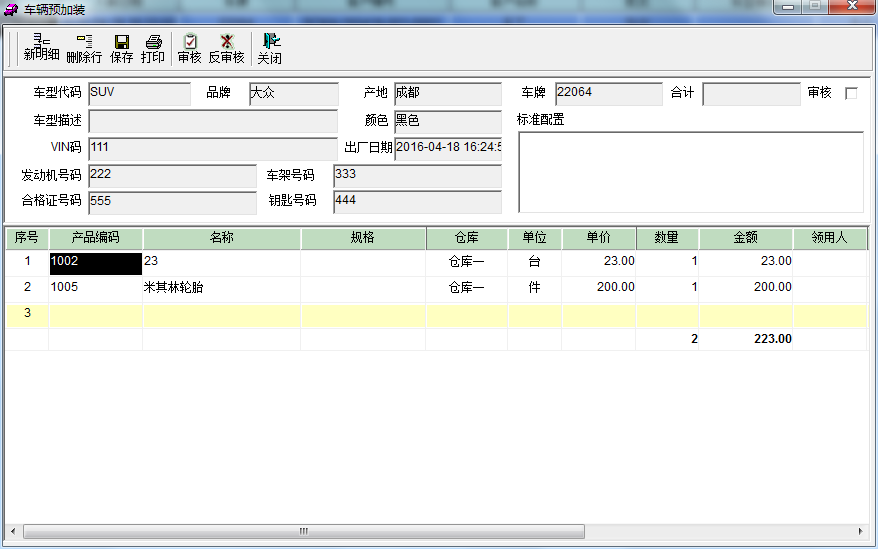 车辆预加装
新明细 删除行 保存 打印 审核 反审核 关闭
车型代码 SUV 品牌 大众 产地 成都 车牌 22064 合计 审核
车型描述 颜色 黑色 标准配置
VIN码 111 出厂日期 2016-04-18 16:24:5
发动机号码 222 车架号码 333
合格证号码 555 钥匙号码 444
序号 产品编码 名称 规格 仓库 单位 单价 数量 金额 领用人
1 1002 23 仓库一 台 23.00 1 23.00
2 1005 米其林轮胎 仓库一 件 200.00 1 200.00
3
2 223.00